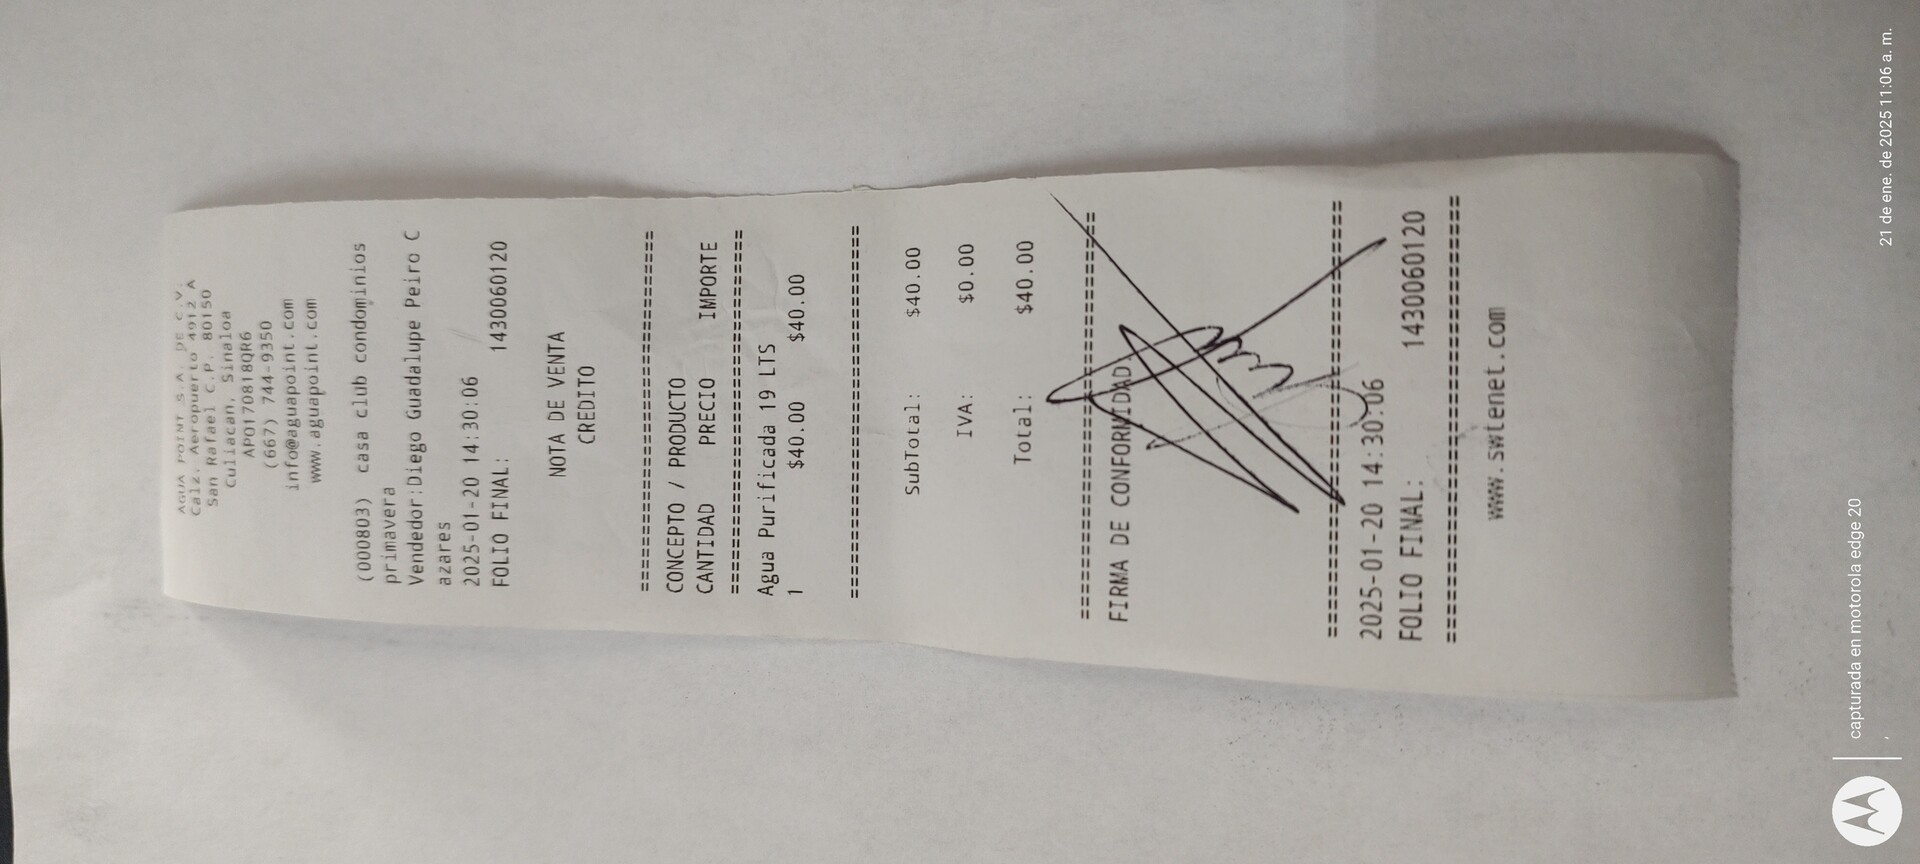 AGUA POINT S.A. DE C.V.
Calz. Aeropuerto 4912 A
San Rafael C.P. 80150
Culiacan, Sinaloa
APO170818QR6
(667) 744-9350
info@aguapoint.com
www.aguapoint.com
(000803) casa club condominios
primavera
Vendedor:Diego Guadalupe Peiro C
azares
2025-01-20 14:30:06
FOLIO FINAL: 1430060120
NOTA DE VENTA
CREDITO
================================
CONCEPTO / PRODUCTO
CANTIDAD PRECIO IMPORTE
================================
Agua Purificada 19 LTS
1 $40.00 $40.00
================================
SubTotal: $40.00
IVA: $0.00
Total: $40.00
================================
FIRMA DE CONFORMIDAD
================================
2025-01-20 14:30:06
FOLIO FINAL: 1430060120
================================
www.swtenet.com
capturada en motorola edge 20
21 de ene. de 2025 11:06 a. m.